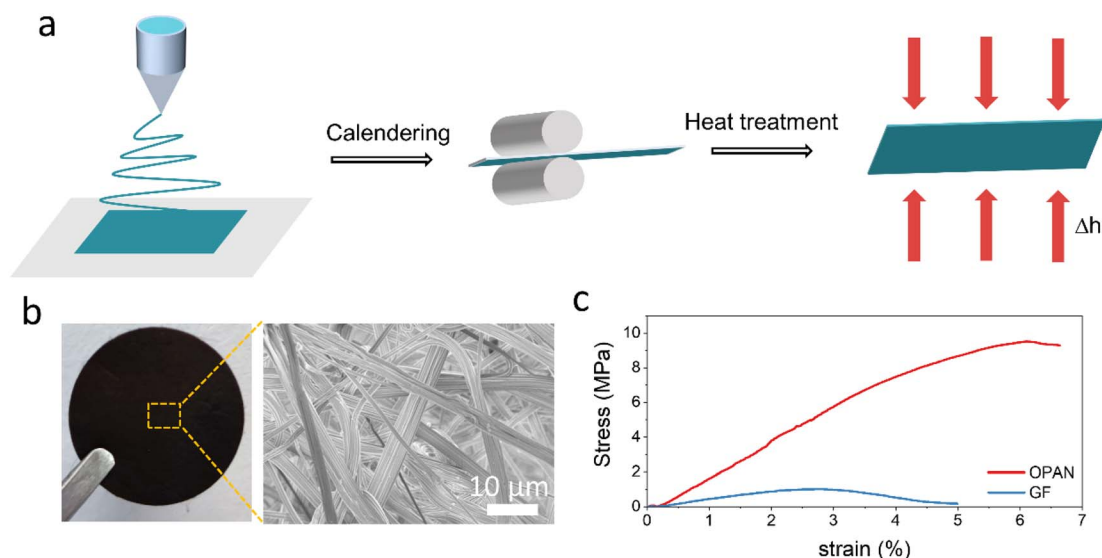 a
Calendering
Heat treatment
Δh
b
10 μm
c
Stress (MPa)
10
8
6
4
2
0
0
1
2
3
4
5
6
7
strain (%)
OPAN
GF